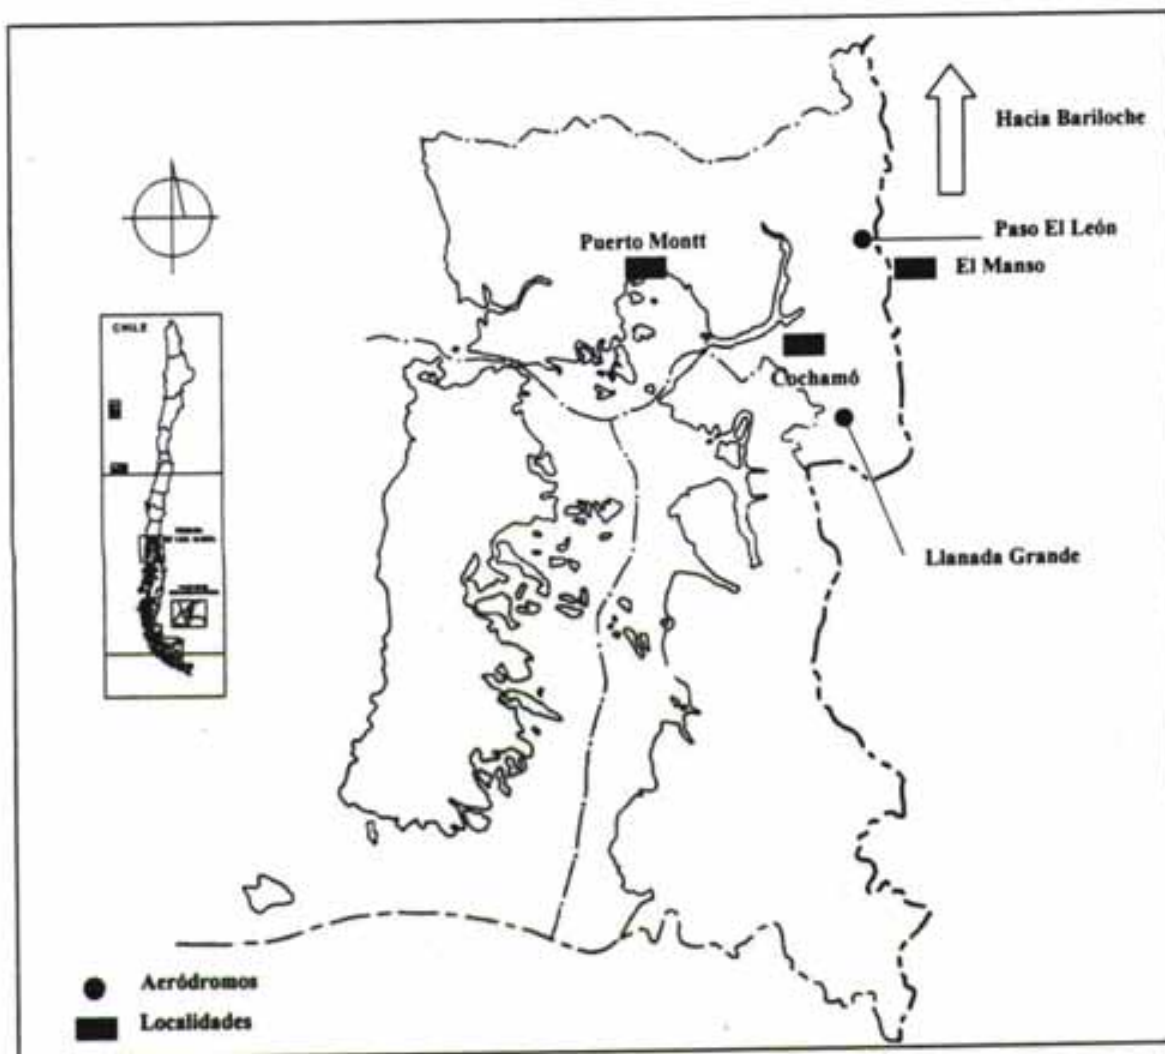 Hacia Bariloche
Paso El León
Puerto Montt
El Manso
CHILE
Cochamó
Llanada Grande
Aeródromos
Localidades